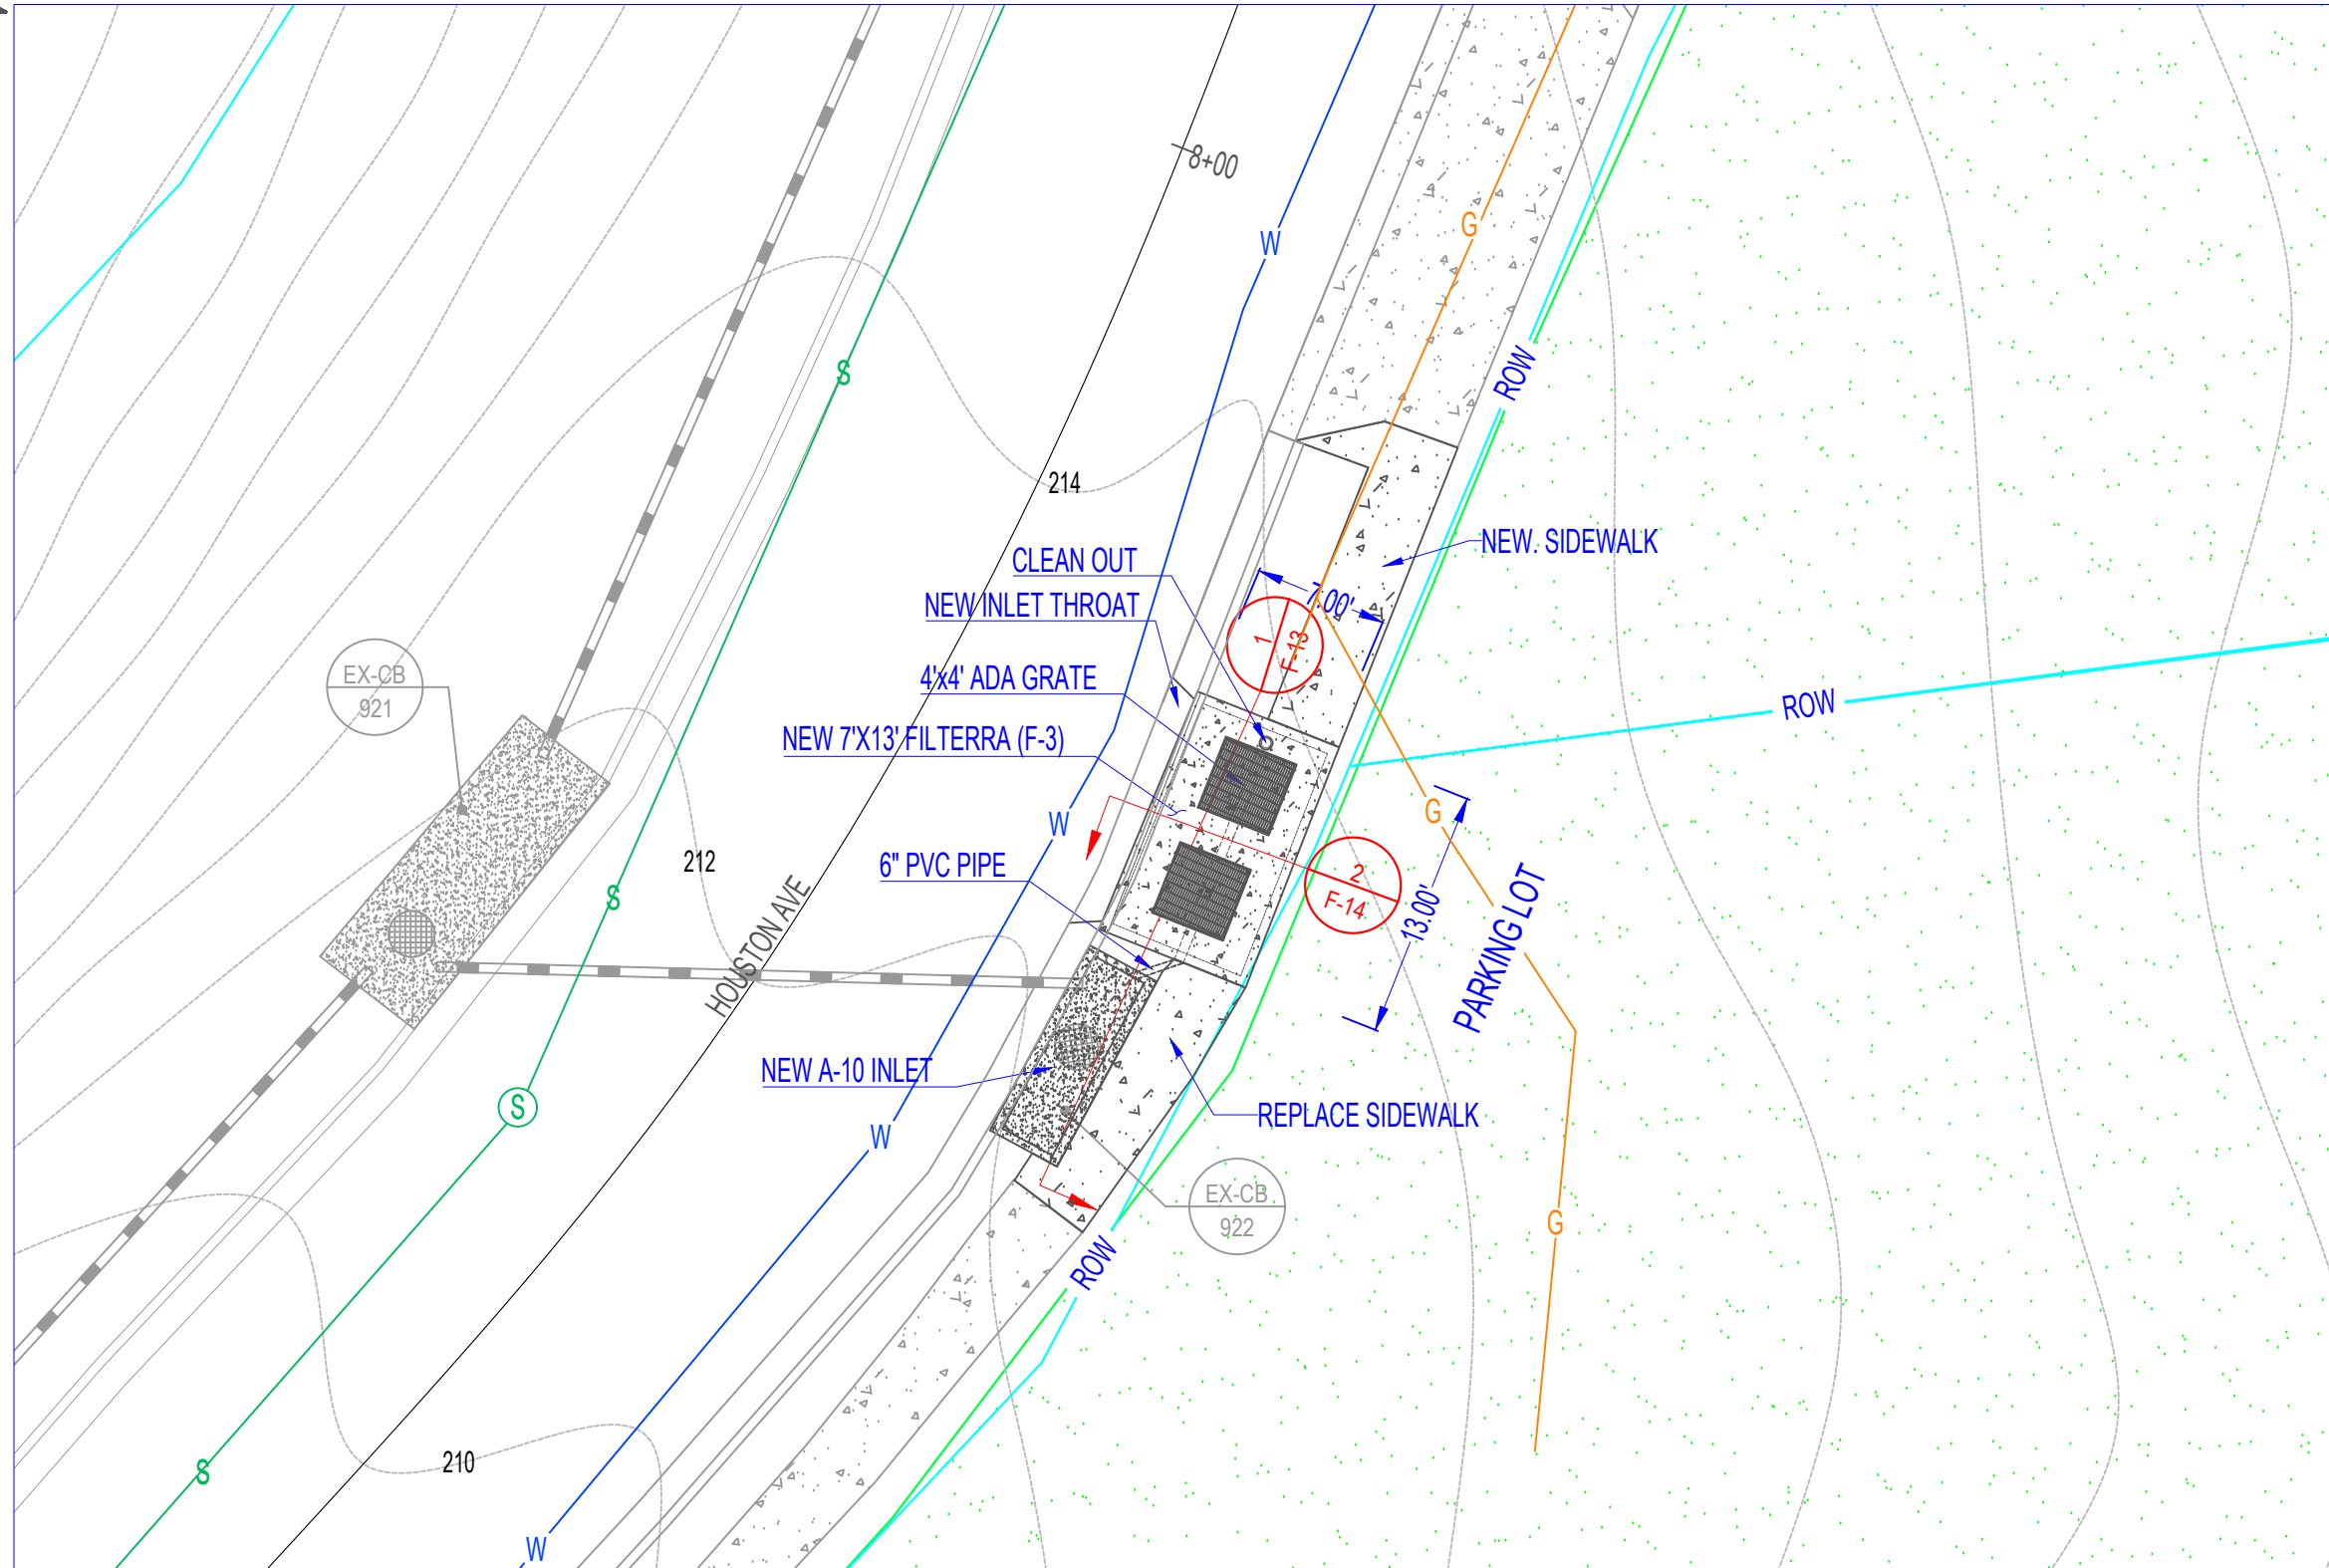 8+00
W
G
ROW
S
214
CLEAN OUT
NEW. SIDEWALK
NEW INLET THROAT
7.00'
1
F-13
4'x4' ADA GRATE
EX-CB
921
ROW
NEW 7'X13' FILTERRA (F-3)
G
W
212
6" PVC PIPE
2
F-14
13.00'
S
HOUSTON AVE
PARKING LOT
NEW A-10 INLET
S
W
REPLACE SIDEWALK
EX-CB
922
G
ROW
210
S
W